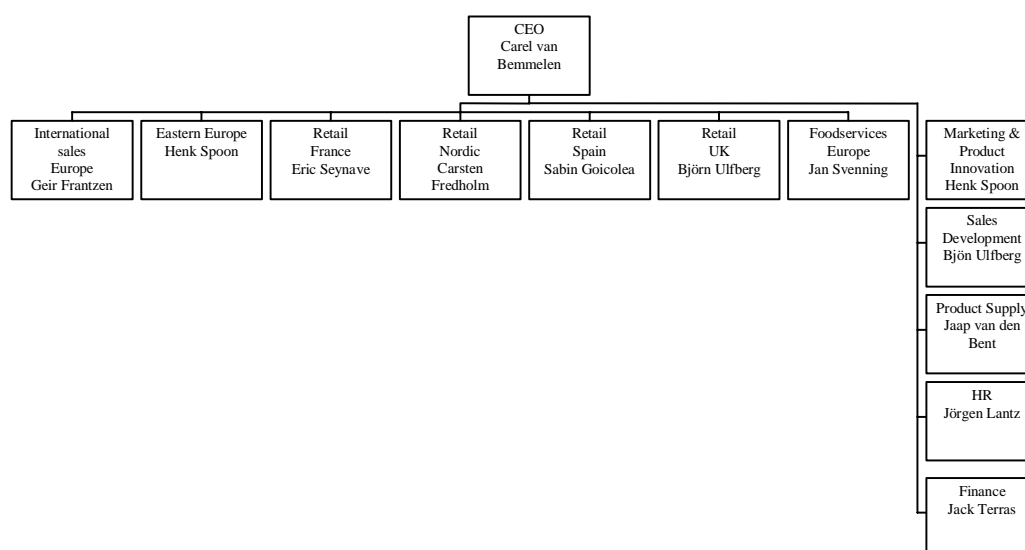 CEO
Carel van
Bemmelen
International
sales
Europe
Geir Frantzen
Eastern Europe
Henk Spoon
Retail
France
Eric Seynave
Retail
Nordic
Carsten
Fredholm
Retail
Spain
Sabin Goicolea
Retail
UK
Björn Ulfberg
Foodservices
Europe
Jan Svenning
Marketing &
Product
Innovation
Henk Spoon
Sales
Development
Bjön Ulfberg
Product Supply
Jaap van den
Bent
HR
Jörgen Lantz
Finance
Jack Terras